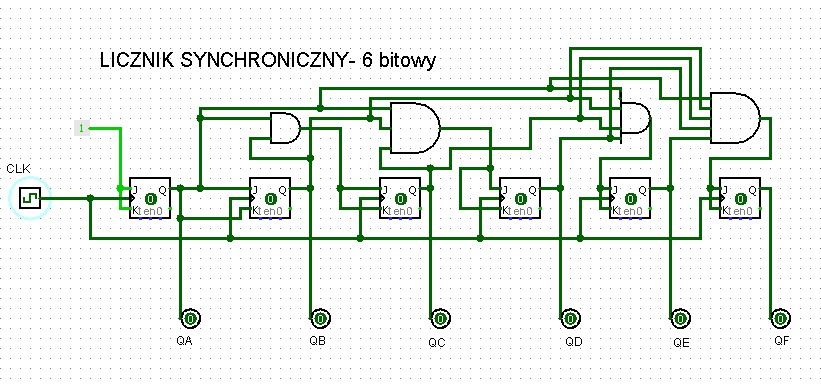 LICZNIK SYNCHRONICZNY- 6 bitowy
1
CLK
J Q J Q J Q J Q J Q J Q
0 0 0 0 0 0
K en0 K en0 K en0 K en0 K en0 K en0
0 0 0 0 0 0
QA QB QC QD QE QF